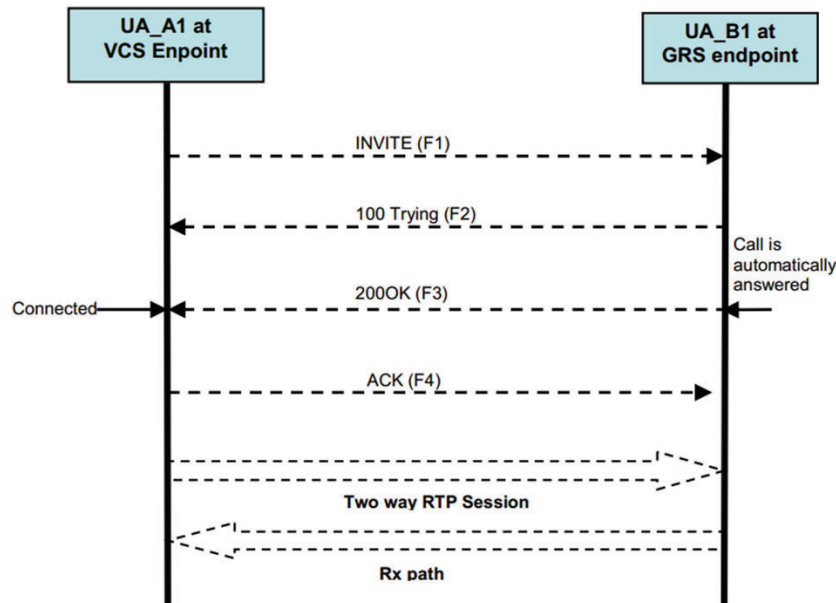 UA_A1 at
VCS Enpoint
UA_B1 at
GRS endpoint
INVITE (F1)
100 Trying (F2)
Call is
automatically
answered
Connected
200OK (F3)
ACK (F4)
Two way RTP Session
Rx path